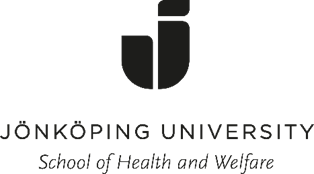 JÖNKÖPING UNIVERSITY
School of Health and Welfare